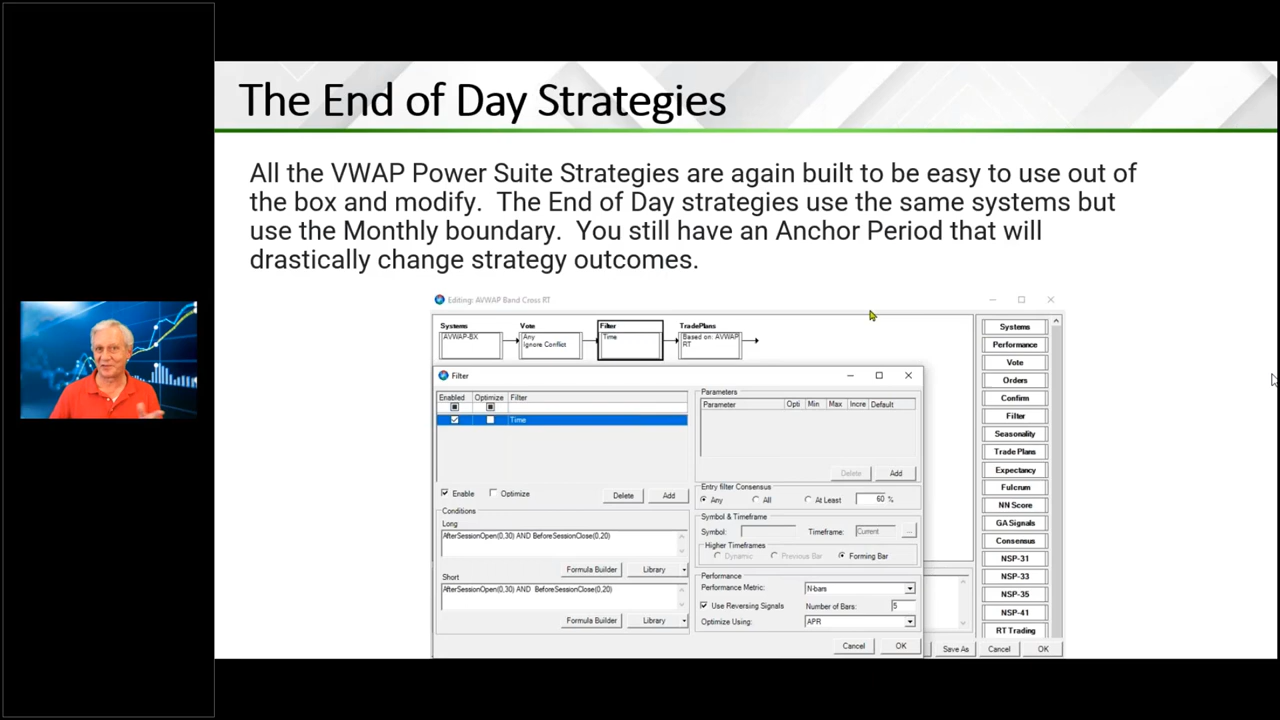 The End of Day Strategies
All the VWAP Power Suite Strategies are again built to be easy to use out of
the box and modify.  The End of Day strategies use the same systems but
use the Monthly boundary.  You still have an Anchor Period that will
drastically change strategy outcomes.
Editing: AVWAP Band Cross RT
Systems
AVWAP-BX
Vote
Any
Ignore Conflict
Filter
Time
TradePlans
Based on: AVWAP
RT
Filter
Enabled Optimize Filter
Time
Enable Optimize Delete Add
Conditions
Long
AfterSessionOpen(0,30) AND BeforeSessionClose(0,20)
Formula Builder Library
Short
AfterSessionOpen(0,30) AND  BeforeSessionClose(0,20)
Formula Builder Library
Parameters
Parameter Opti Min Max Incre Default
Delete Add
Entry filter Consensus
Any All At Least 60 %
Symbol & Timeframe
Symbol: Timeframe: Current ...
Higher Timeframes
Dynamic Previous Bar Forming Bar
Performance
Performance Metric: N-bars
Use Reversing Signals Number of Bars: 5
Optimize Using: APR
Cancel OK
Systems
Performance
Vote
Orders
Confirm
Filter
Seasonality
Trade Plans
Expectancy
Fulcrum
NN Score
GA Signals
Consensus
NSP-31
NSP-33
NSP-35
NSP-41
RT Trading
Save As Cancel OK